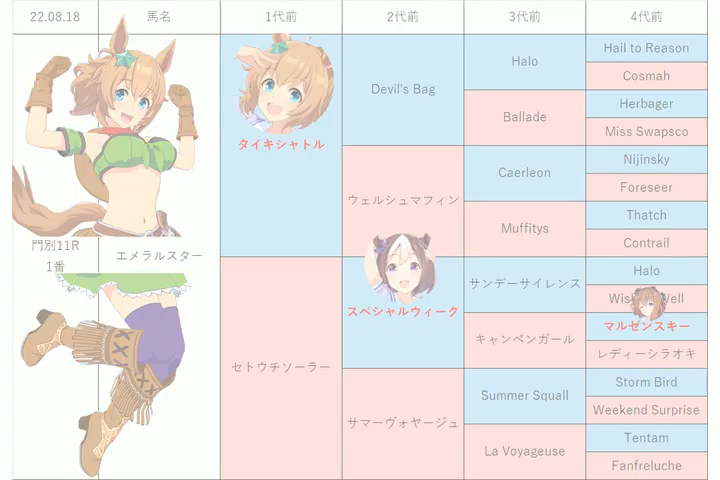 22.08.18 馬名 1代前 2代前 3代前 4代前
門別11R
1番
エメラルスター
タイキシャトル
セトウチソーラー
Devil's Bag
ウェルシュマフィン
スペシャルウィーク
サマーヴォヤージュ
Halo
Ballade
Caerleon
Muffitys
サンデーサイレンス
キャンペンガール
Summer Squall
La Voyageuse
Hail to Reason
Cosmah
Herbager
Miss Swapsco
Nijinsky
Foreseer
Thatch
Contrail
Halo
Wis ell
マルゼンスキー
レディーシラオキ
Storm Bird
Weekend Surprise
Tentam
Fanfreluche